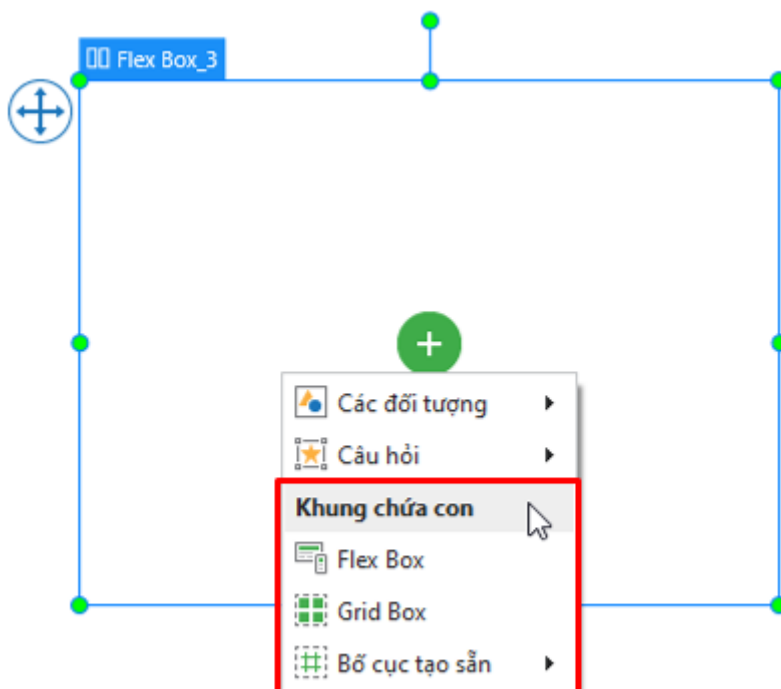 Flex Box_3
Các đối tượng
Câu hỏi
Khung chứa con
Flex Box
Grid Box
Bố cục tạo sẵn